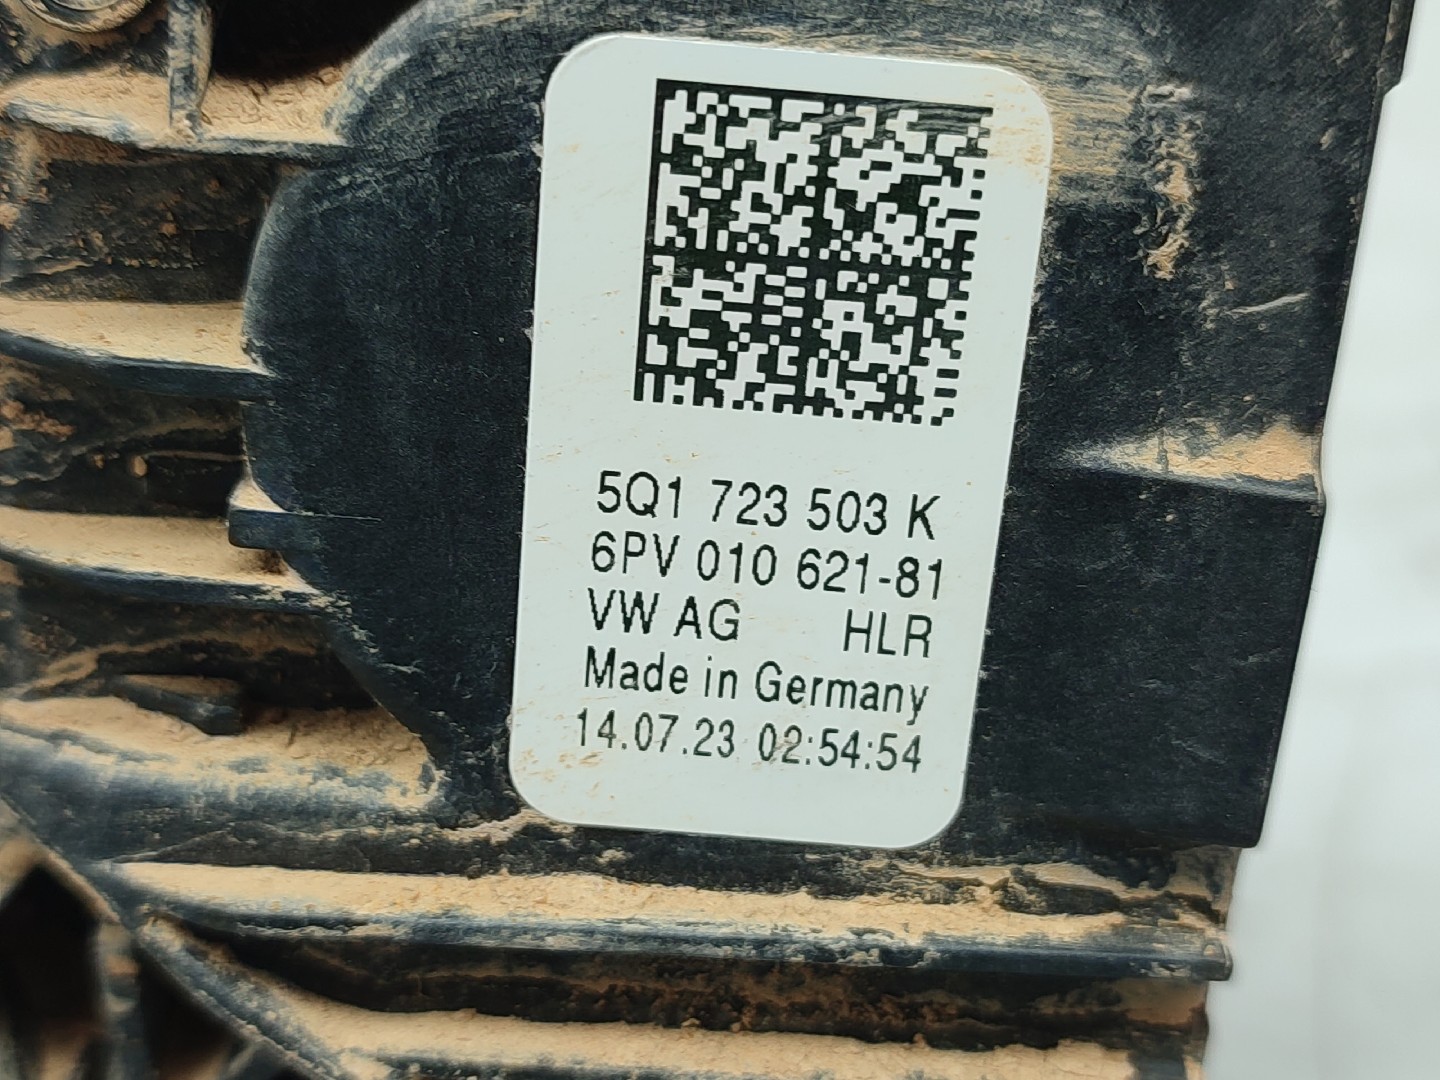 5Q1 723 503 K
6PV 010 621-81
VW AG HLR
Made in Germany
14.07.23 02:54:54